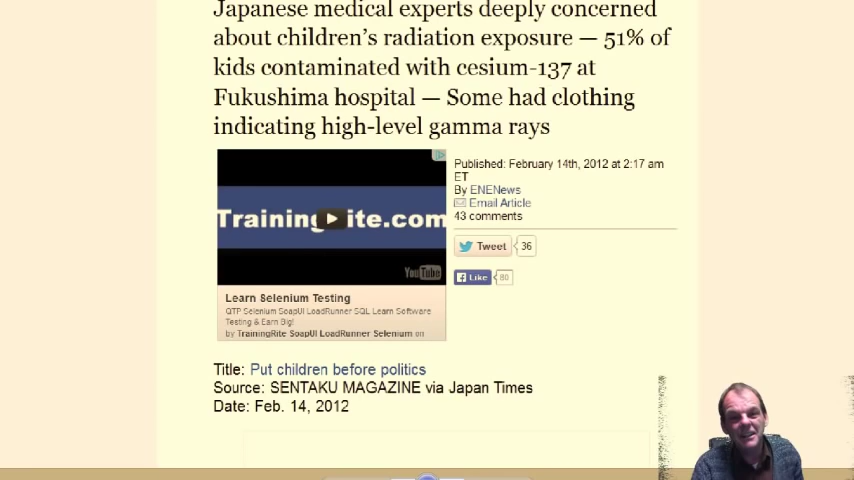 Japanese medical experts deeply concerned
about children's radiation exposure — 51% of
kids contaminated with cesium-137 at
Fukushima hospital — Some had clothing
indicating high-level gamma rays
Published: February 14th, 2012 at 2:17 am
ET
By ENENews
Email Article
43 comments
Tweet 36
Like 80
Training ite.com
YouTube
Learn Selenium Testing
QTP Selenium SoapUI LoadRunner SQL Learn Software
Testing & Earn Big!
by TrainingRite SoapUI LoadRunner Selenium on
Title: Put children before politics
Source: SENTAKU MAGAZINE via Japan Times
Date: Feb. 14, 2012